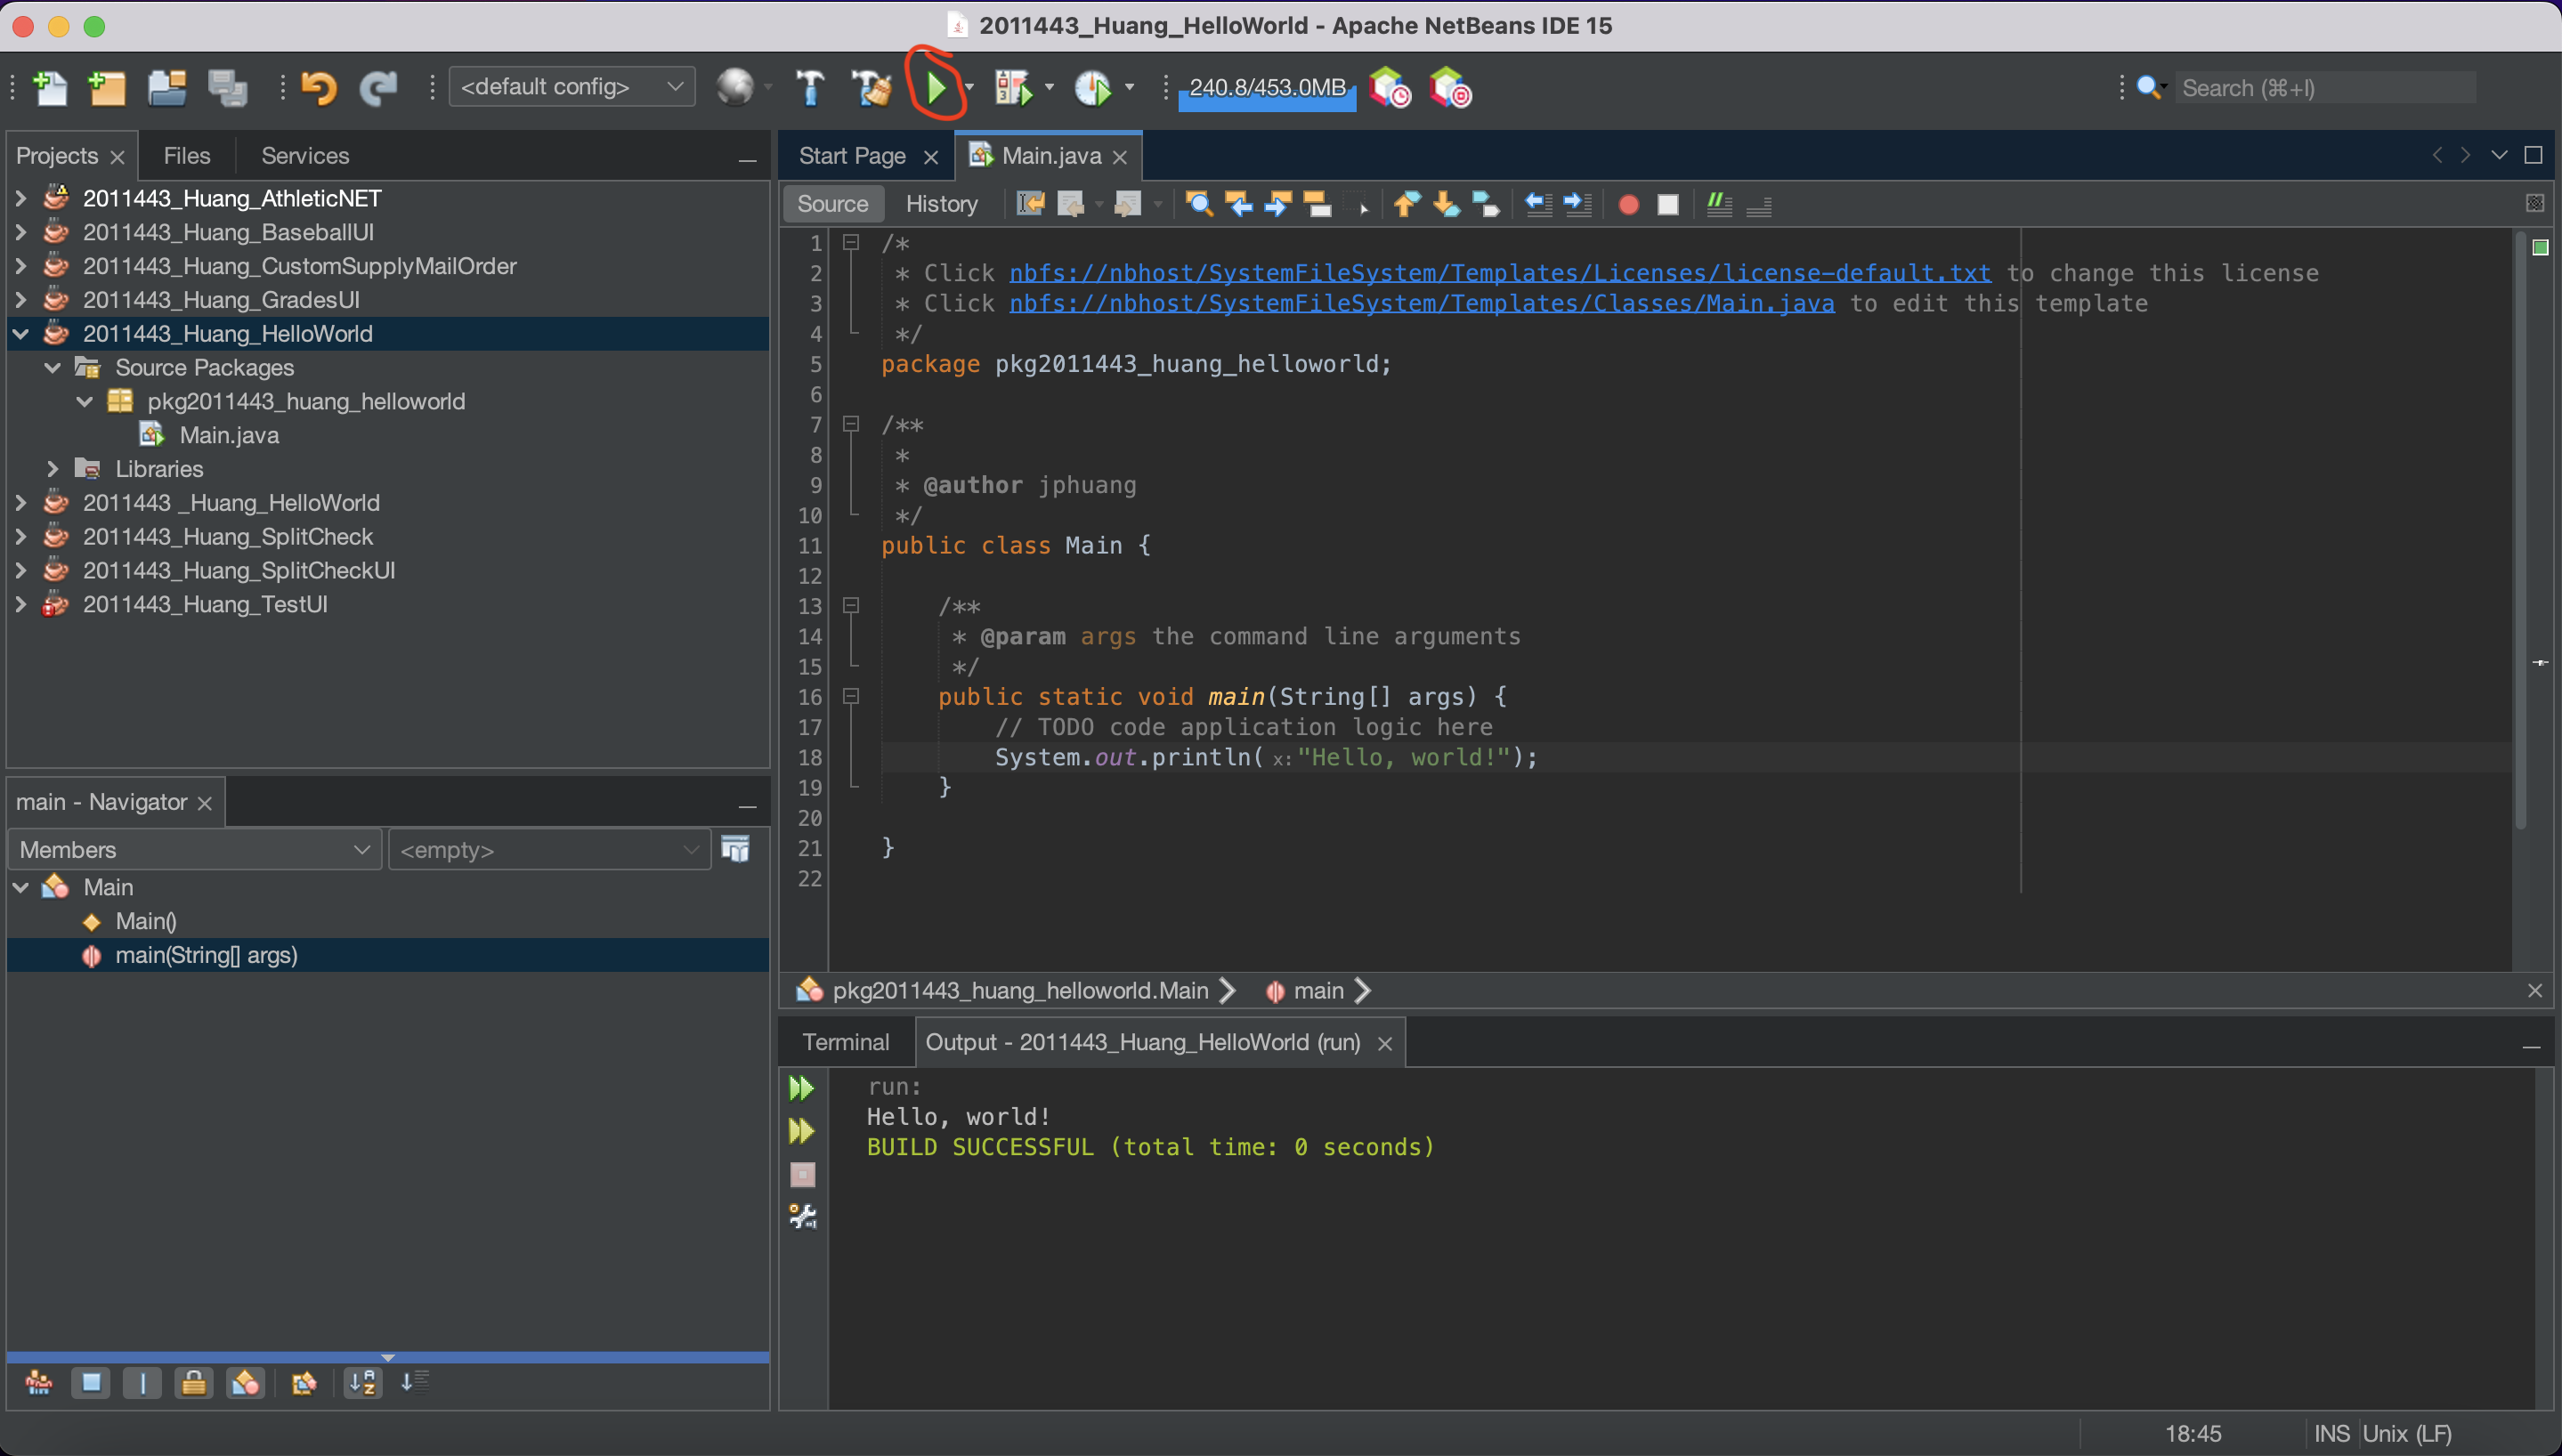 2011443_Huang_HelloWorld - Apache NetBeans IDE 15
<default config>
240.8/453.0MB
Search (⌘+I)
Projects
Files
Services
2011443_Huang_AthleticNET
2011443_Huang_BaseballUI
2011443_Huang_CustomSupplyMailOrder
2011443_Huang_GradesUI
2011443_Huang_HelloWorld
Source Packages
pkg2011443_huang_helloworld
Main.java
Libraries
2011443 _Huang_HelloWorld
2011443_Huang_SplitCheck
2011443_Huang_SplitCheckUI
2011443_Huang_TestUI
main - Navigator
Members
<empty>
Main
Main()
main(String[] args)
Start Page
Main.java
Source
History
1 /*
2 * Click nbfs://nbhost/SystemFileSystem/Templates/Licenses/license-default.txt to change this license
3 * Click nbfs://nbhost/SystemFileSystem/Templates/Classes/Main.java to edit this template
4 */
5 package pkg2011443_huang_helloworld;
6
7 /**
8 *
9 * @author jphuang
10 */
11 public class Main {
12
13 /**
14 * @param args the command line arguments
15 */
16 public static void main(String[] args) {
17 // TODO code application logic here
18 System.out.println( x: "Hello, world!");
19 }
20
21 }
22
pkg2011443_huang_helloworld.Main
main
Terminal
Output - 2011443_Huang_HelloWorld (run)
run:
Hello, world!
BUILD SUCCESSFUL (total time: 0 seconds)
18:45
INS
Unix (LF)